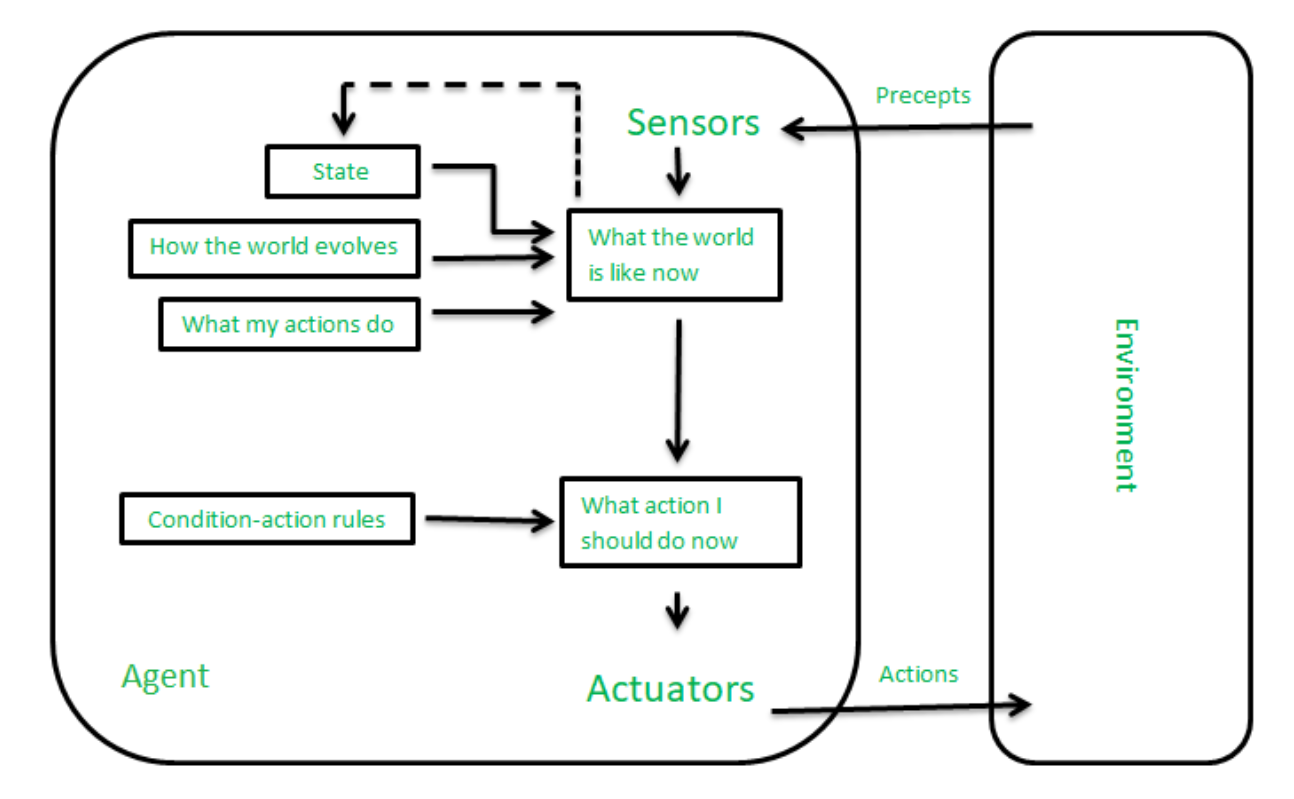 Precepts
Sensors
State
How the world evolves
What the world
is like now
What my actions do
Environment
Condition-action rules
What action I
should do now
Agent
Actuators
Actions